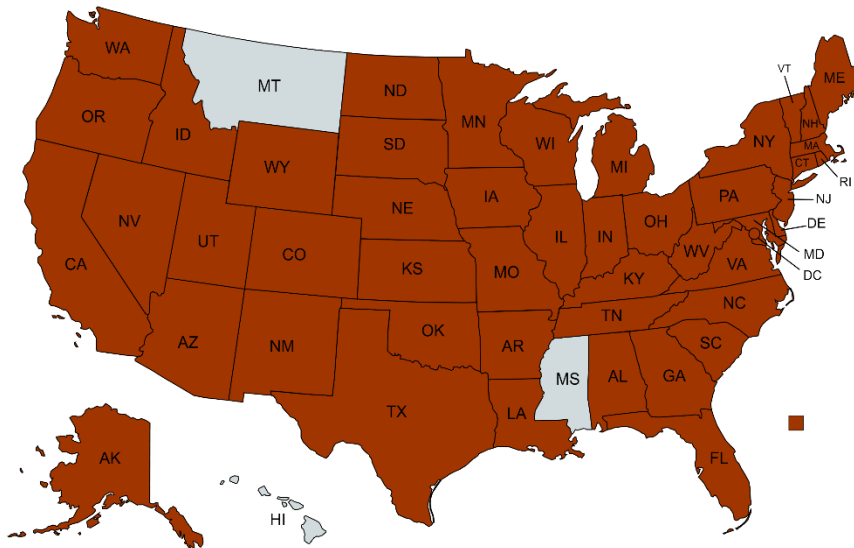 WA
MT
ND
MN
VT
ME
OR
ID
SD
WI
MI
NY
NH
MA
CT
RI
WY
IA
PA
NJ
NE
NV
UT
CO
IL
IN
OH
DE
MD
DC
WV
VA
CA
KS
MO
KY
NC
TN
AZ
NM
OK
AR
SC
MS
AL
GA
TX
LA
FL
AK
HI